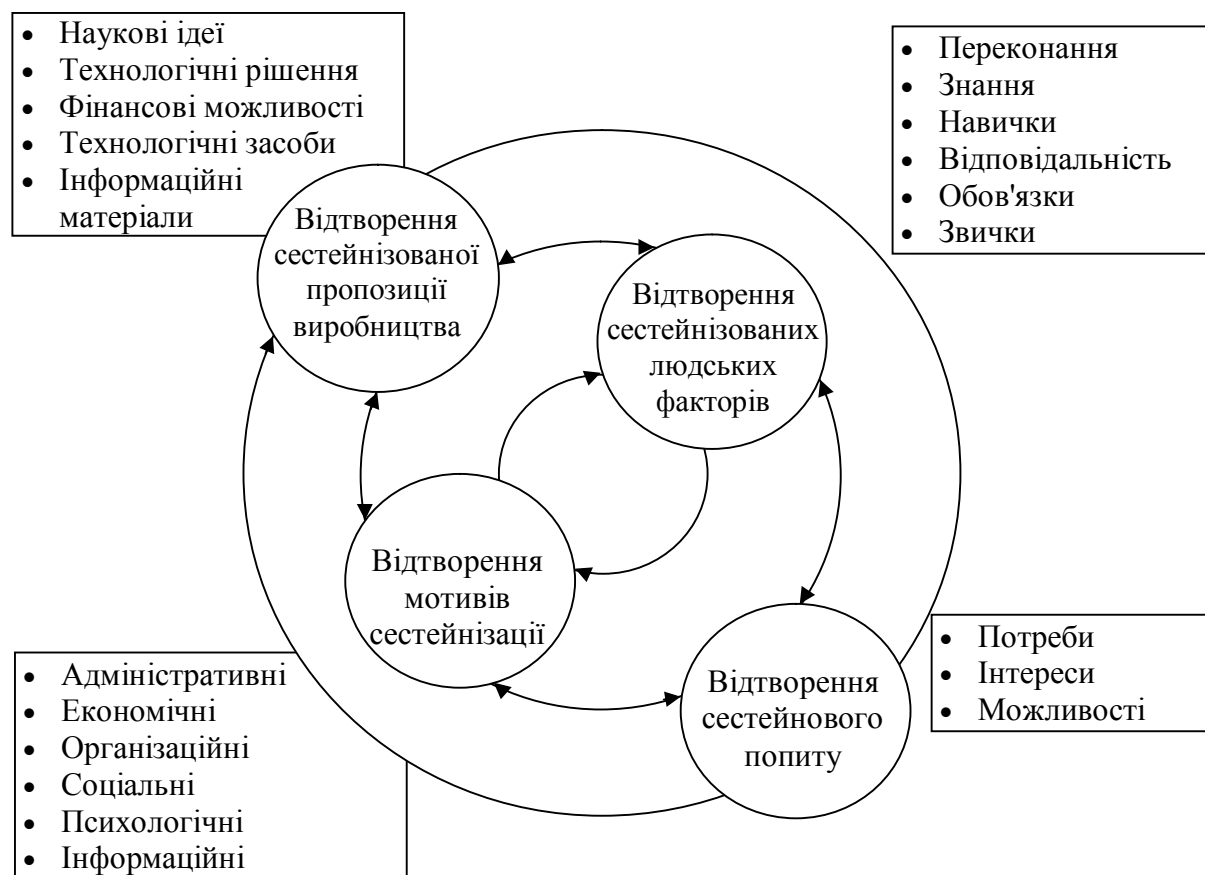 • Наукові ідеї
• Технологічні рішення
• Фінансові можливості
• Технологічні засоби
• Інформаційні
матеріали
• Переконання
• Знання
• Навички
• Відповідальність
• Обов'язки
• Звички
Відтворення
сестейнізованої
пропозиції
виробництва
Відтворення
сестейнізованих
людських
факторів
Відтворення
мотивів
сестейнізації
Відтворення
сестейнового
попиту
• Адміністративні
• Економічні
• Організаційні
• Соціальні
• Психологічні
• Інформаційні
• Потреби
• Інтереси
• Можливості